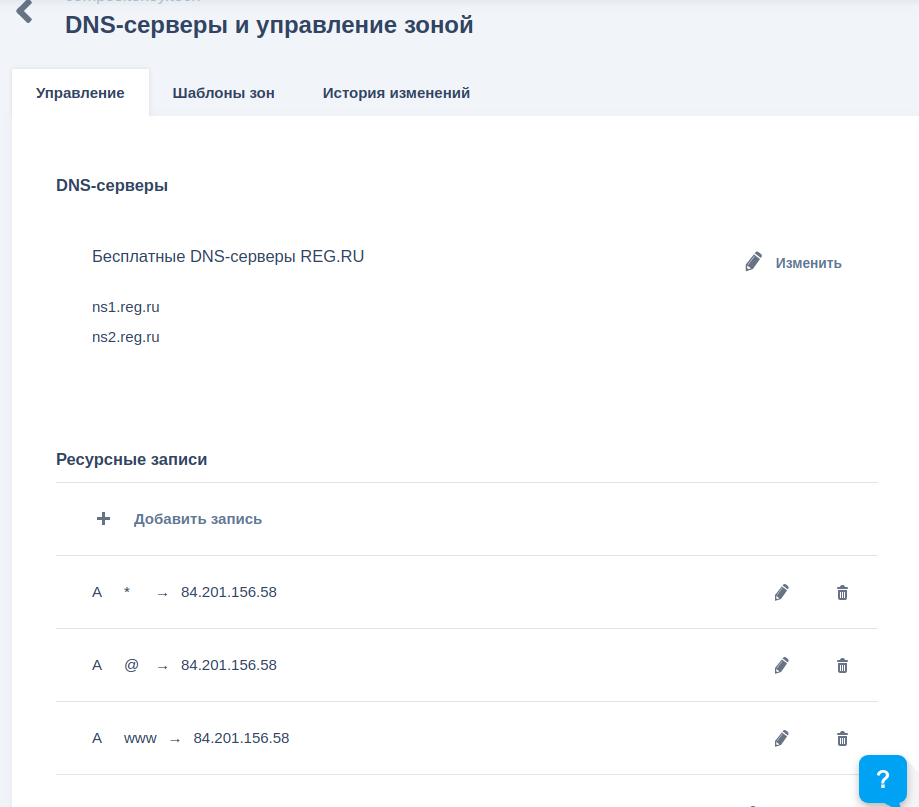 DNS-серверы и управление зоной
Управление Шаблоны зон История изменений
DNS-серверы
Бесплатные DNS-серверы REG.RU
Изменить
ns1.reg.ru
ns2.reg.ru
Ресурсные записи
+ Добавить запись
A * → 84.201.156.58
A @ → 84.201.156.58
A www → 84.201.156.58
?